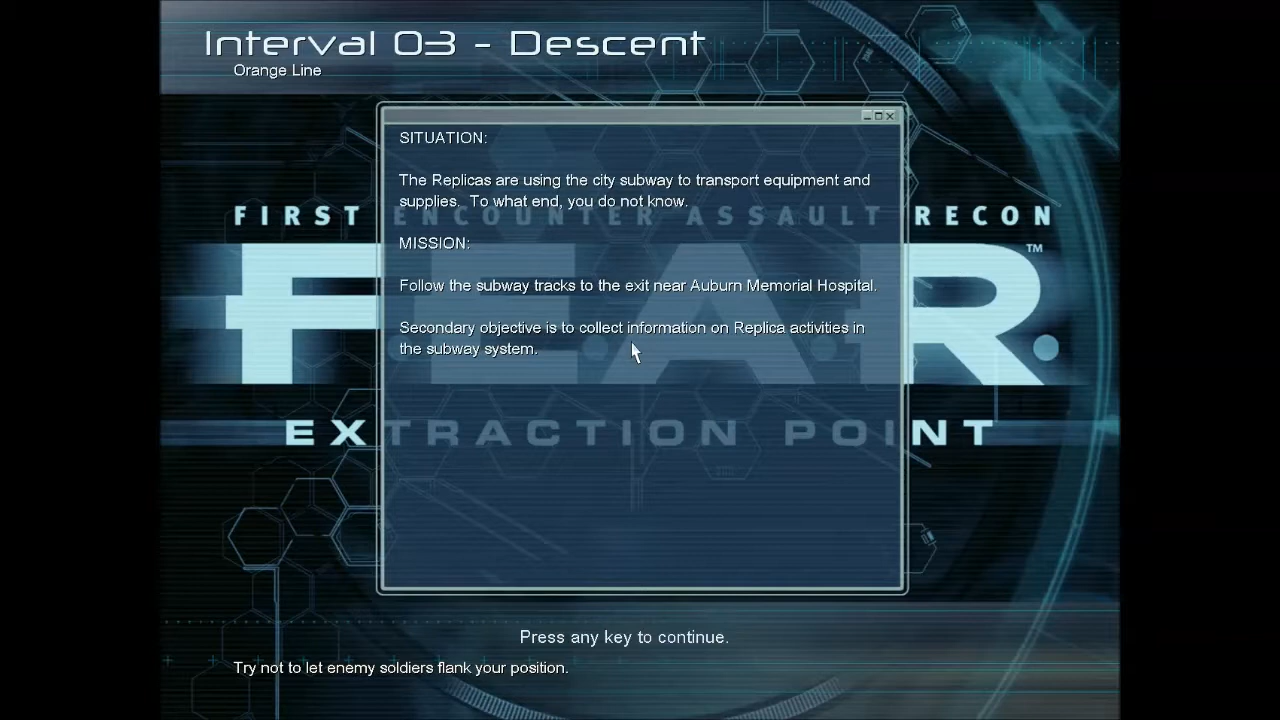 Interval 03 - Descent
Orange Line
SITUATION:
The Replicas are using the city subway to transport equipment and
supplies.  To what end, you do not know.
FIRST ENCOUNTER ASSAULT RECON
MISSION:
F.E.A.R.™
Follow the subway tracks to the exit near Auburn Memorial Hospital.
Secondary objective is to collect information on Replica activities in
the subway system.
EXTRACTION POINT
Press any key to continue.
Try not to let enemy soldiers flank your position.